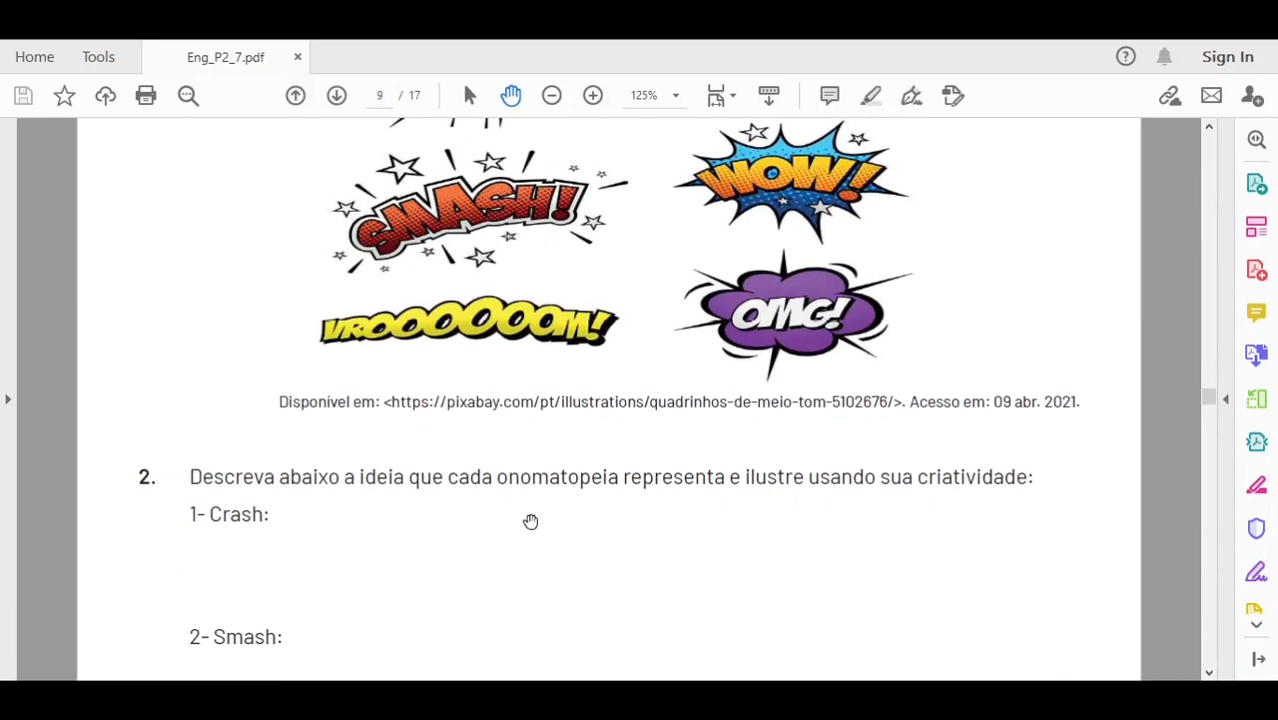 Home Tools Eng_P2_7.pdf × Sign In
9 / 17 125%
SMASH!
WOW!
VROOOOOOM!
OMG!
Disponível em: <https://pixabay.com/pt/illustrations/quadrinhos-de-meio-tom-5102676/>. Acesso em: 09 abr. 2021.
2. Descreva abaixo a ideia que cada onomatopeia representa e ilustre usando sua criatividade:
1- Crash:
2- Smash: